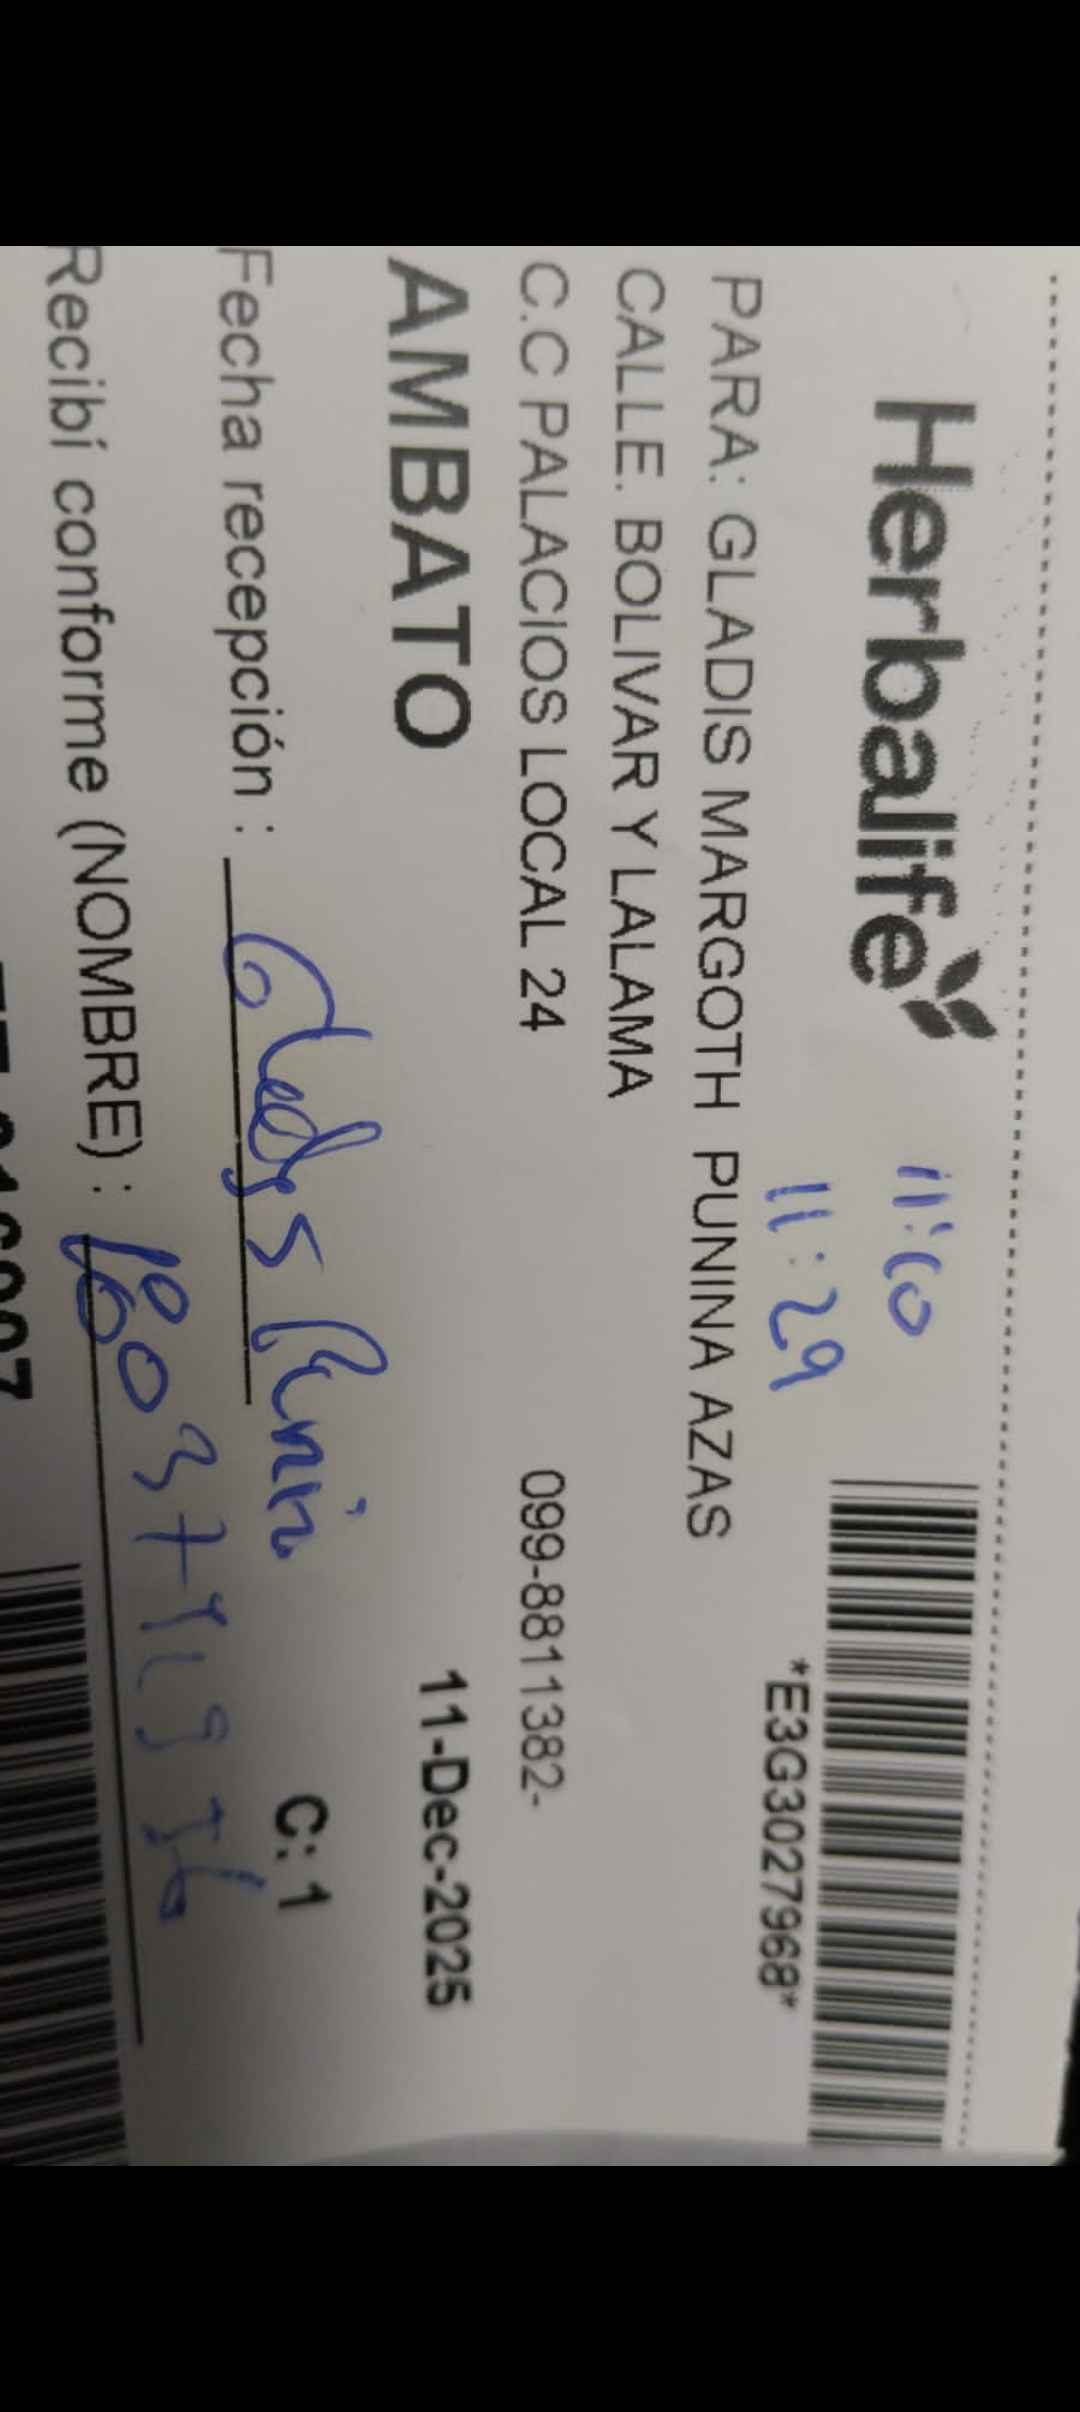 Herbalife
11:00
11:29
*E3G3027968*
PARA: GLADIS MARGOTH PUNINA AZAS
CALLE. BOLIVAR Y LALAMA
C.C PALACIOS LOCAL 24 099-8811382-
AMBATO 11-Dec-2025
C: 1
Fecha recepción :
Recibí conforme (NOMBRE) :